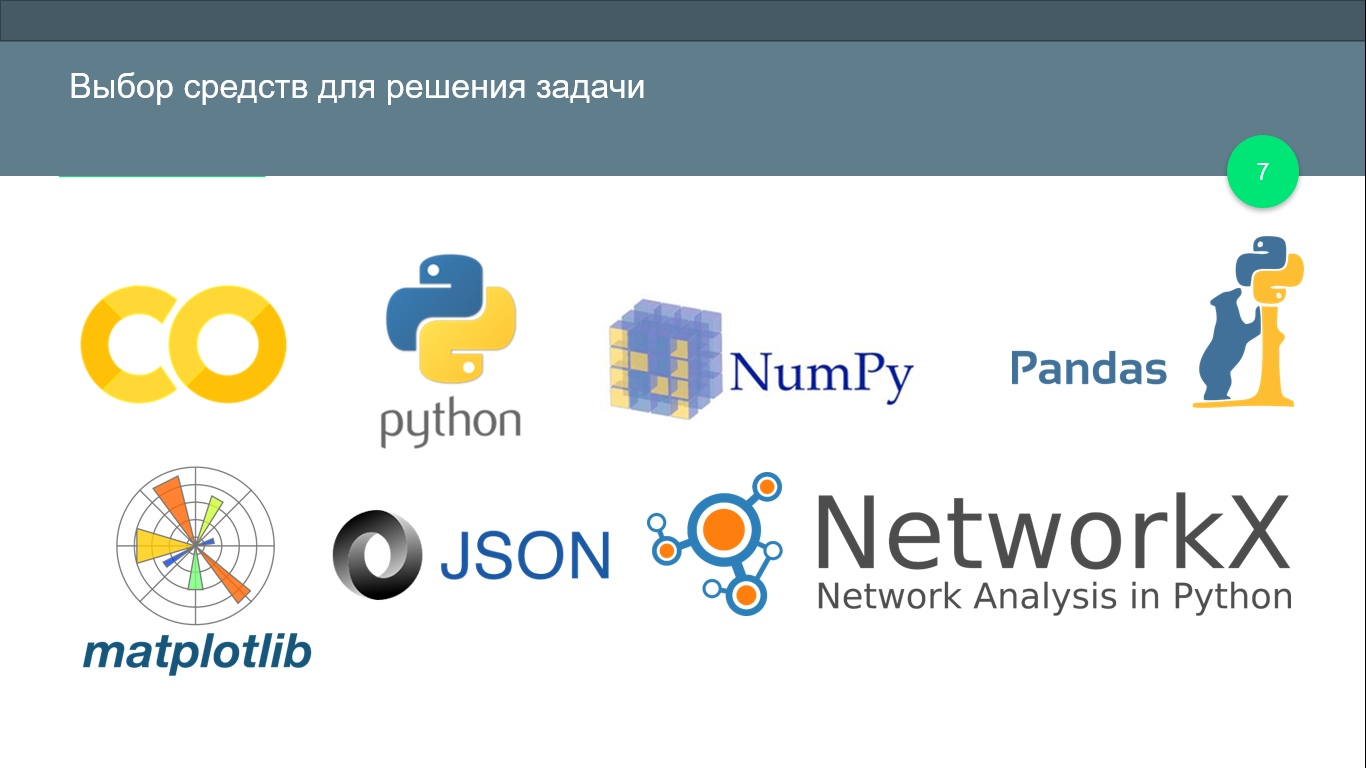 Выбор средств для решения задачи
7
CO
python
NumPy
Pandas
matplotlib
JSON
NetworkX
Network Analysis in Python